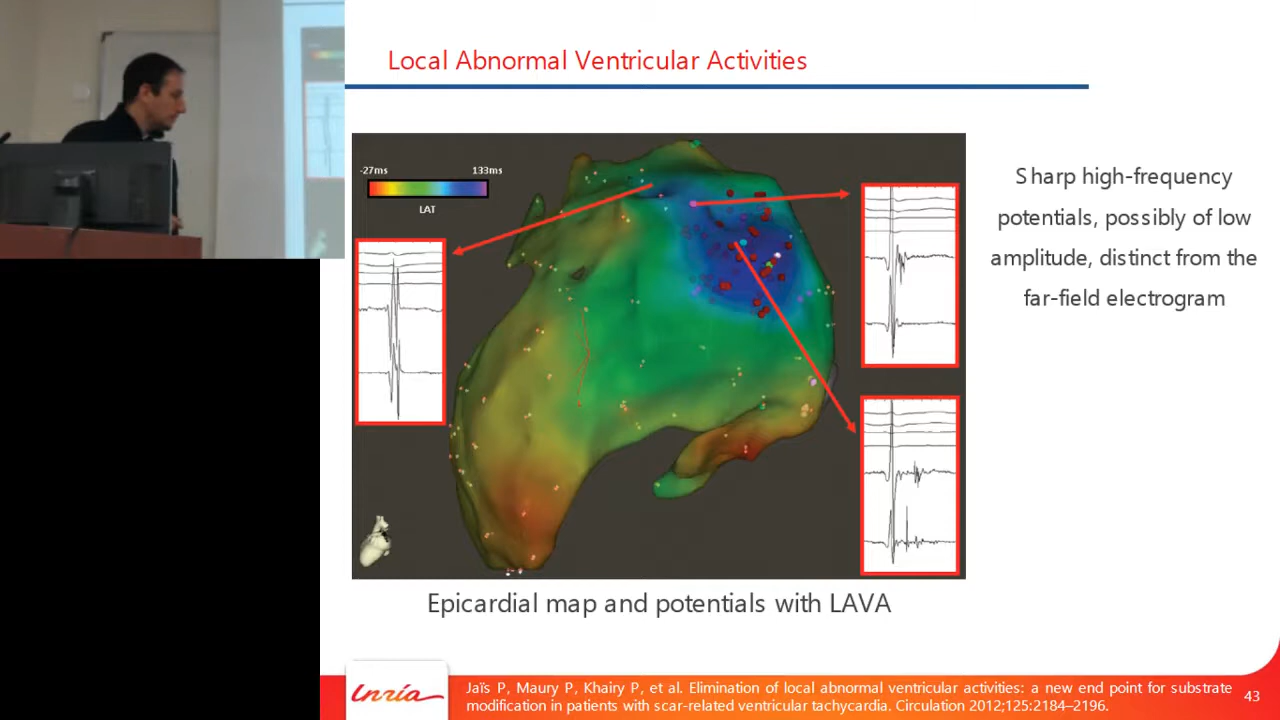 Local Abnormal Ventricular Activities
-27ms 133ms
LAT
Sharp high-frequency
potentials, possibly of low
amplitude, distinct from the
far-field electrogram
Epicardial map and potentials with LAVA
Inria
Jaïs P, Maury P, Khairy P, et al. Elimination of local abnormal ventricular activities: a new end point for substrate
modification in patients with scar-related ventricular tachycardia. Circulation 2012;125:2184–2196.
43